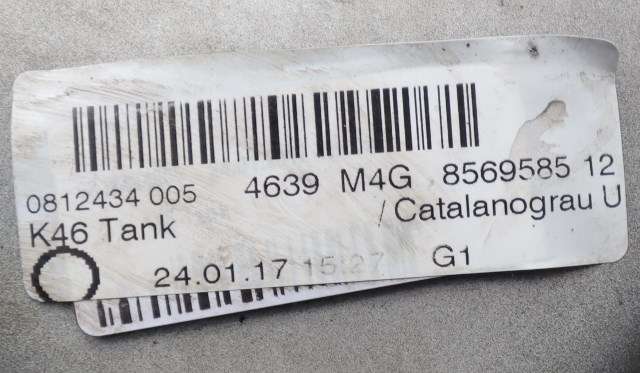 0812434 005 4639 M4G 8569585 12
K46 Tank / Catalanograu U
24.01.17 15:27 G1